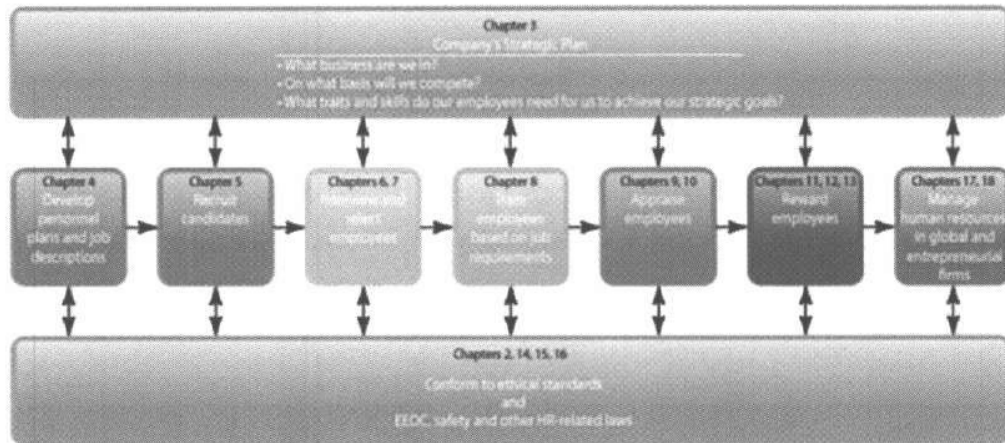 Chapter 3
Company's Strategic Plan
• What business are we in?
• On what basis will we compete?
• What traits and skills do our employees need for us to achieve our strategic goals?
Chapter 4
Develop
personnel
plans and job
descriptions
Chapter 5
Recruit
candidates
Chapters 6, 7
Interview and
select
employees
Chapter 8
Train
employees
based on job
requirements
Chapters 9, 10
Appraise
employees
Chapters 11, 12, 13
Reward
employees
Chapters 17, 18
Manage
human resources
in global and
entrepreneurial
firms
Chapters 2, 14, 15, 16
Conform to ethical standards
and
EEOC, safety and other HR-related laws